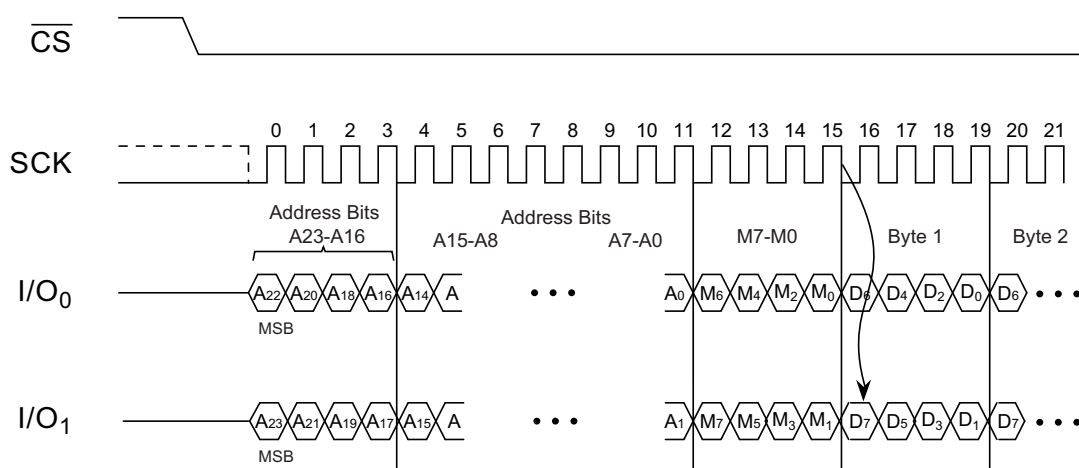 CS
0 1 2 3 4 5 6 7 8 9 10 11 12 13 14 15 16 17 18 19 20 21
SCK
Address Bits
A23-A16
Address Bits
A15-A8
A7-A0
M7-M0
Byte 1
Byte 2
I/O0
A22 A20 A18 A16 A14 A • • • A0 M6 M4 M2 M0 D6 D4 D2 D0 D6 • • •
MSB
I/O1
A23 A21 A19 A17 A15 A • • • A1 M7 M5 M3 M1 D7 D5 D3 D1 D7 • • •
MSB